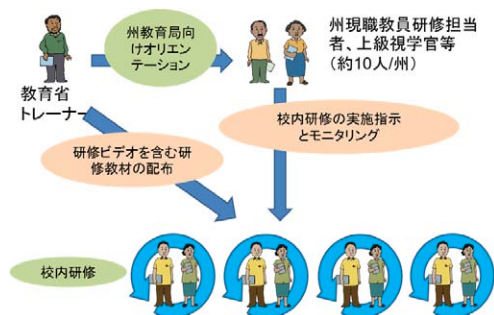 州教育局向
けオリエン
テーション
州現職教員研修担当
者、上級視学官等
(約10人/州)
教育省
トレーナー
校内研修の実施指示
とモニタリング
研修ビデオを含む研
修教材の配布
校内研修